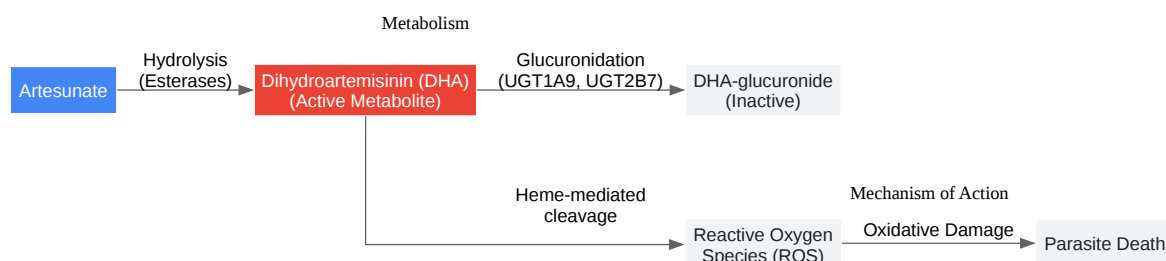 Metabolism
Hydrolysis
(Esterases)
Glucuronidation
(UGT1A9, UGT2B7)
Artesunate
Dihydroartemisinin (DHA)
(Active Metabolite)
DHA-glucuronide
(Inactive)
Heme-mediated
cleavage
Mechanism of Action
Reactive Oxygen
Species (ROS)
Oxidative Damage
Parasite Death